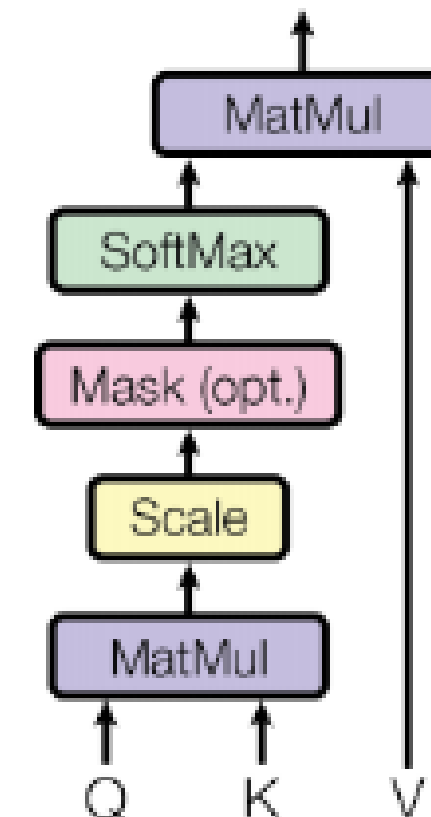 MatMul
SoftMax
Mask (opt.)
Scale
MatMul
Q K V